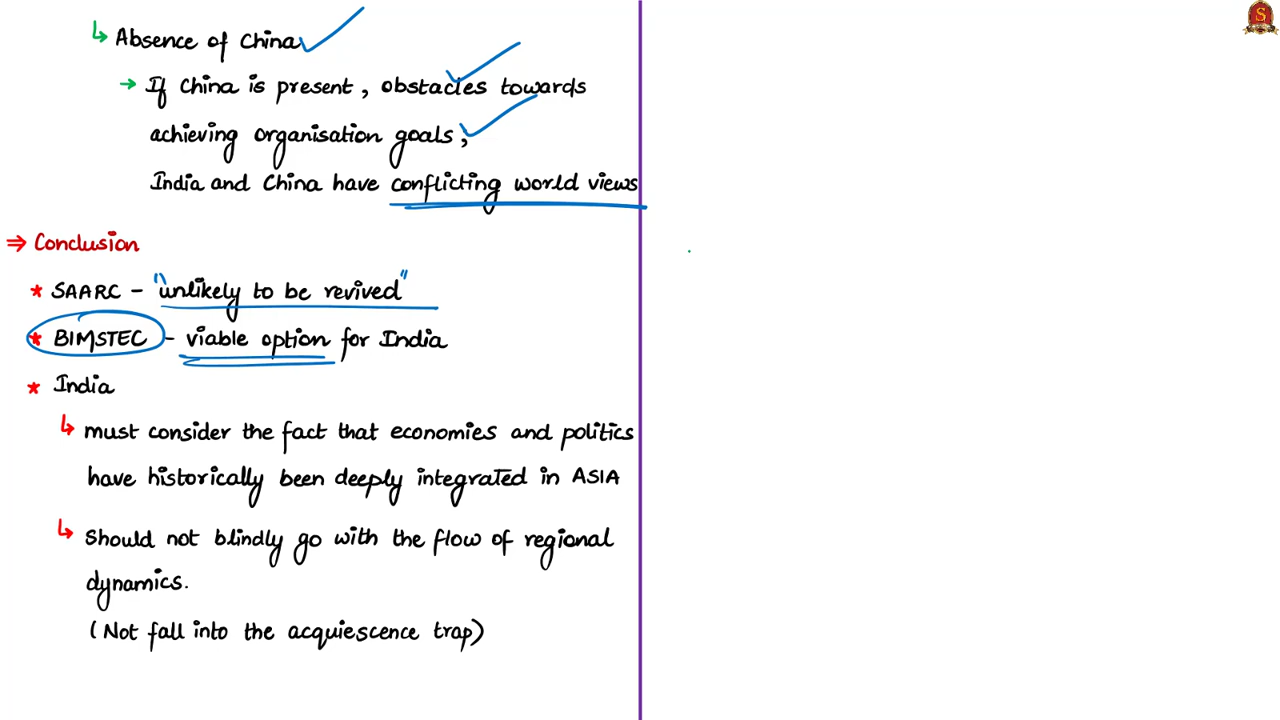 ↳ Absence of China
→ If China is present, obstacles towards
achieving organisation goals,
India and China have conflicting world views
⇒ Conclusion
* SAARC - "unlikely to be revived"
* BIMSTEC - viable option for India
* India
↳ must consider the fact that economies and politics
have historically been deeply integrated in ASIA
↳ Should not blindly go with the flow of regional
dynamics.
(Not fall into the acquiescence trap)
S